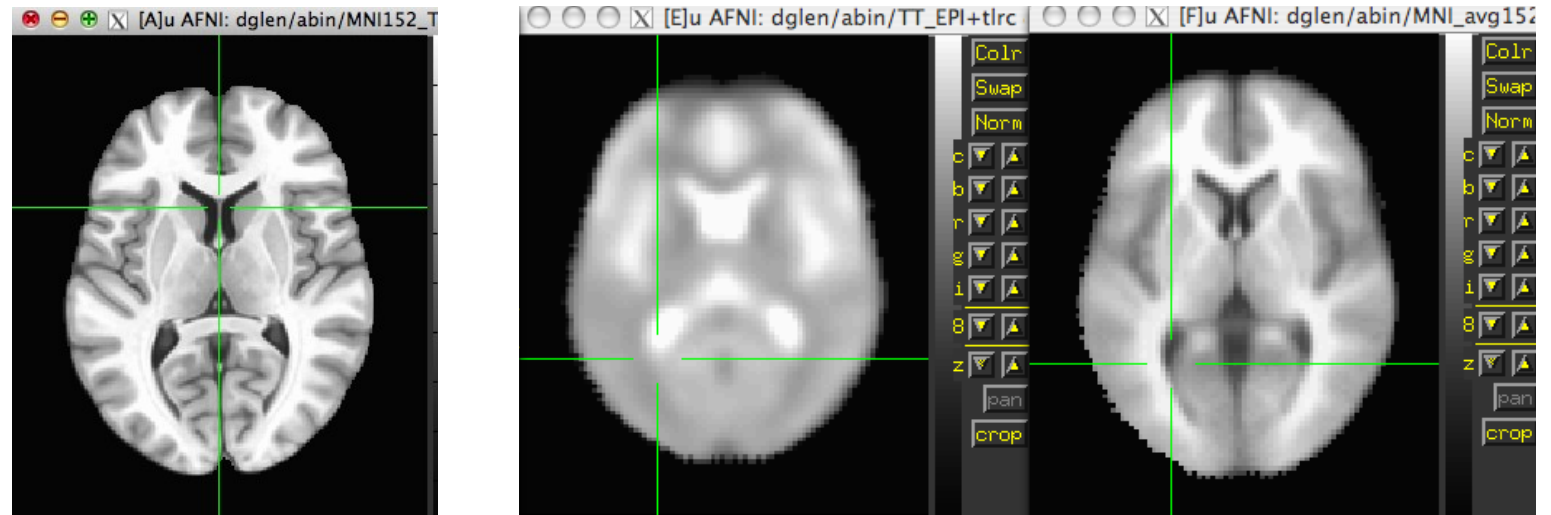 X [A]u AFNI: dglen/abin/MNI152_T
X [E]u AFNI: dglen/abin/TT_EPI+tlrc
Colr
Swap
Norm
c
b
r
g
i
8
z
pan
crop
X [F]u AFNI: dglen/abin/MNI_avg152
Colr
Swap
Norm
c
b
r
g
i
8
z
pan
crop